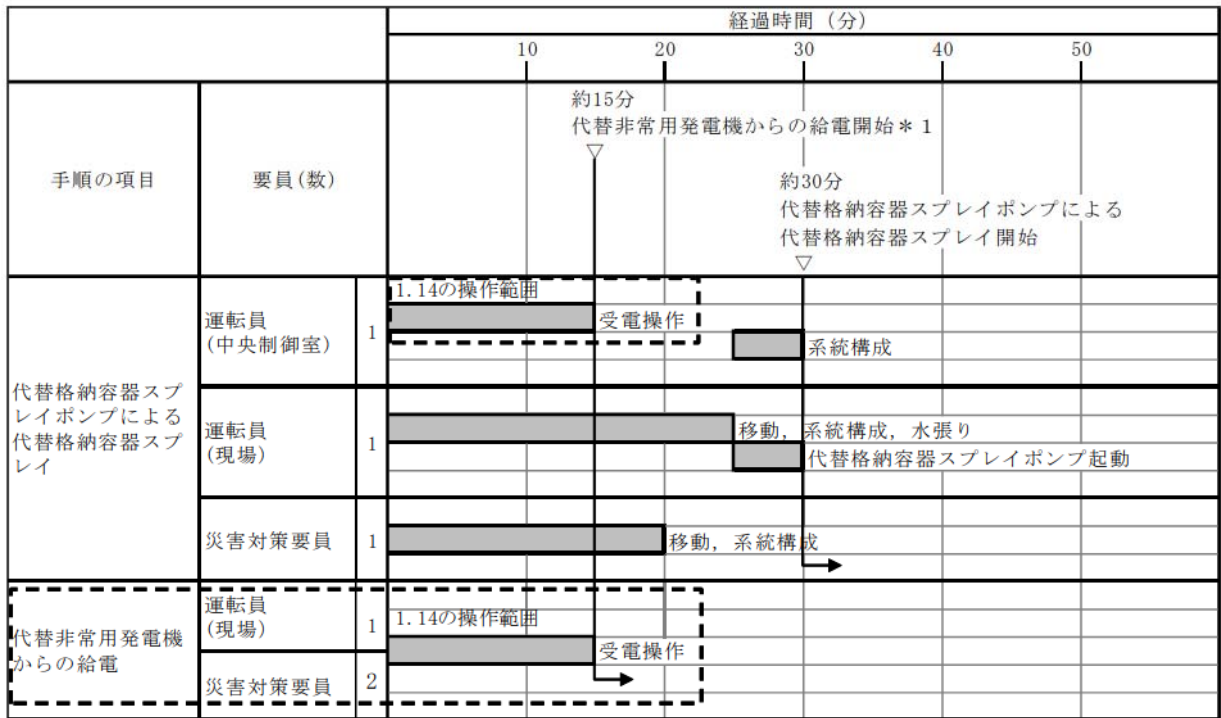 経過時間（分）
10 20 30 40 50
手順の項目
要員(数)
約15分
代替非常用発電機からの給電開始＊1
▽
約30分
代替格納容器スプレイポンプによる
代替格納容器スプレイ開始
▽
代替格納容器スプ
レイポンプによる
代替格納容器スプ
レイ
運転員
(中央制御室)
1
1.14の操作範囲
受電操作
系統構成
運転員
(現場)
1
移動，系統構成，水張り
代替格納容器スプレイポンプ起動
災害対策要員
1
移動，系統構成
代替非常用発電機
からの給電
運転員
(現場)
1
1.14の操作範囲
受電操作
災害対策要員
2